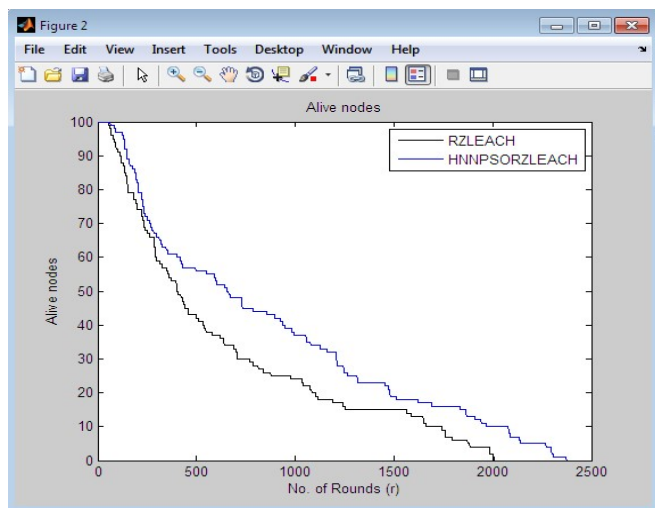 Figure 2
File Edit View Insert Tools Desktop Window Help
Alive nodes
RZLEACH
HNNPSORZLEACH
Alive nodes
100
90
80
70
60
50
40
30
20
10
0
0 500 1000 1500 2000 2500
No. of Rounds (r)